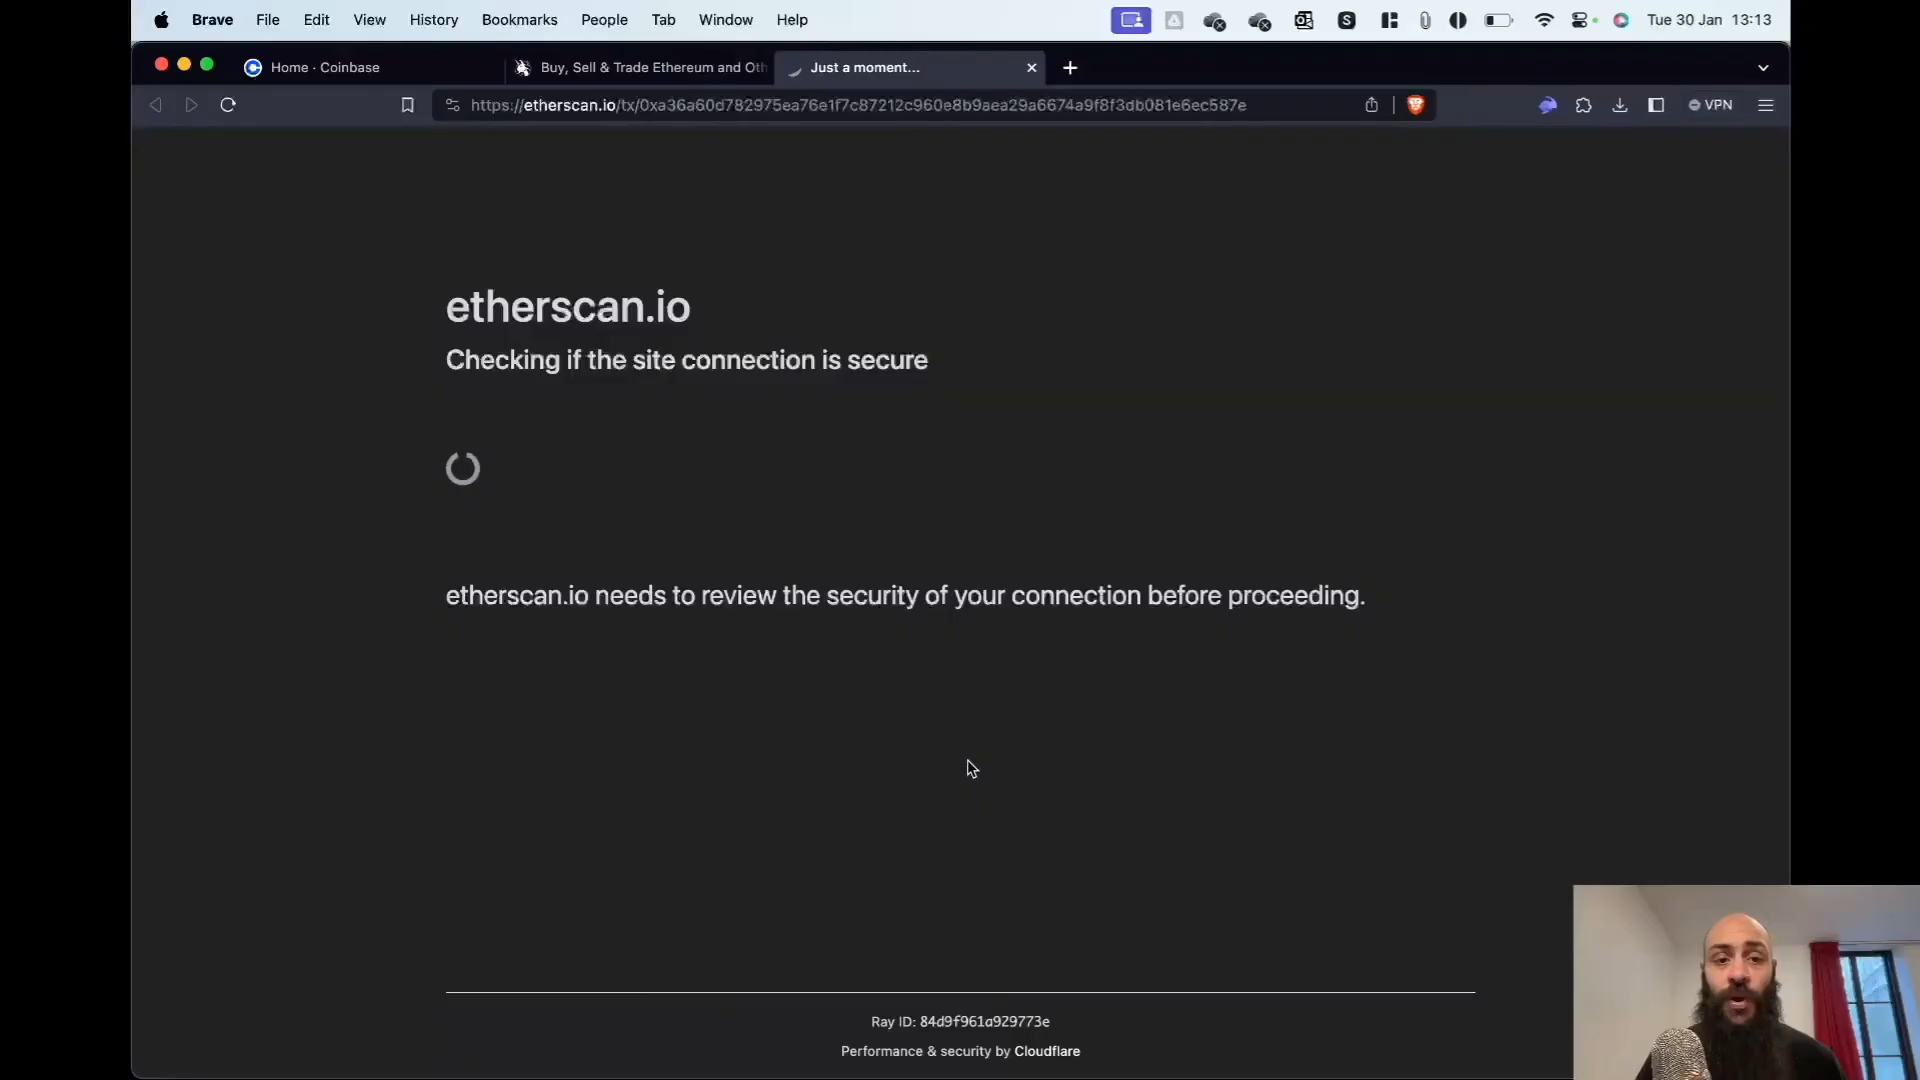 Brave File Edit View History Bookmarks People Tab Window Help Tue 30 Jan 13:13
Home · Coinbase Buy, Sell & Trade Ethereum and Oth Just a moment...
https://etherscan.io/tx/0xa36a60d782975ea76e1f7c87212c960e8b9aea29a6674a9f8f3db081e6ec587e VPN
etherscan.io
Checking if the site connection is secure
etherscan.io needs to review the security of your connection before proceeding.
Ray ID: 84d9f961a929773e
Performance & security by Cloudflare